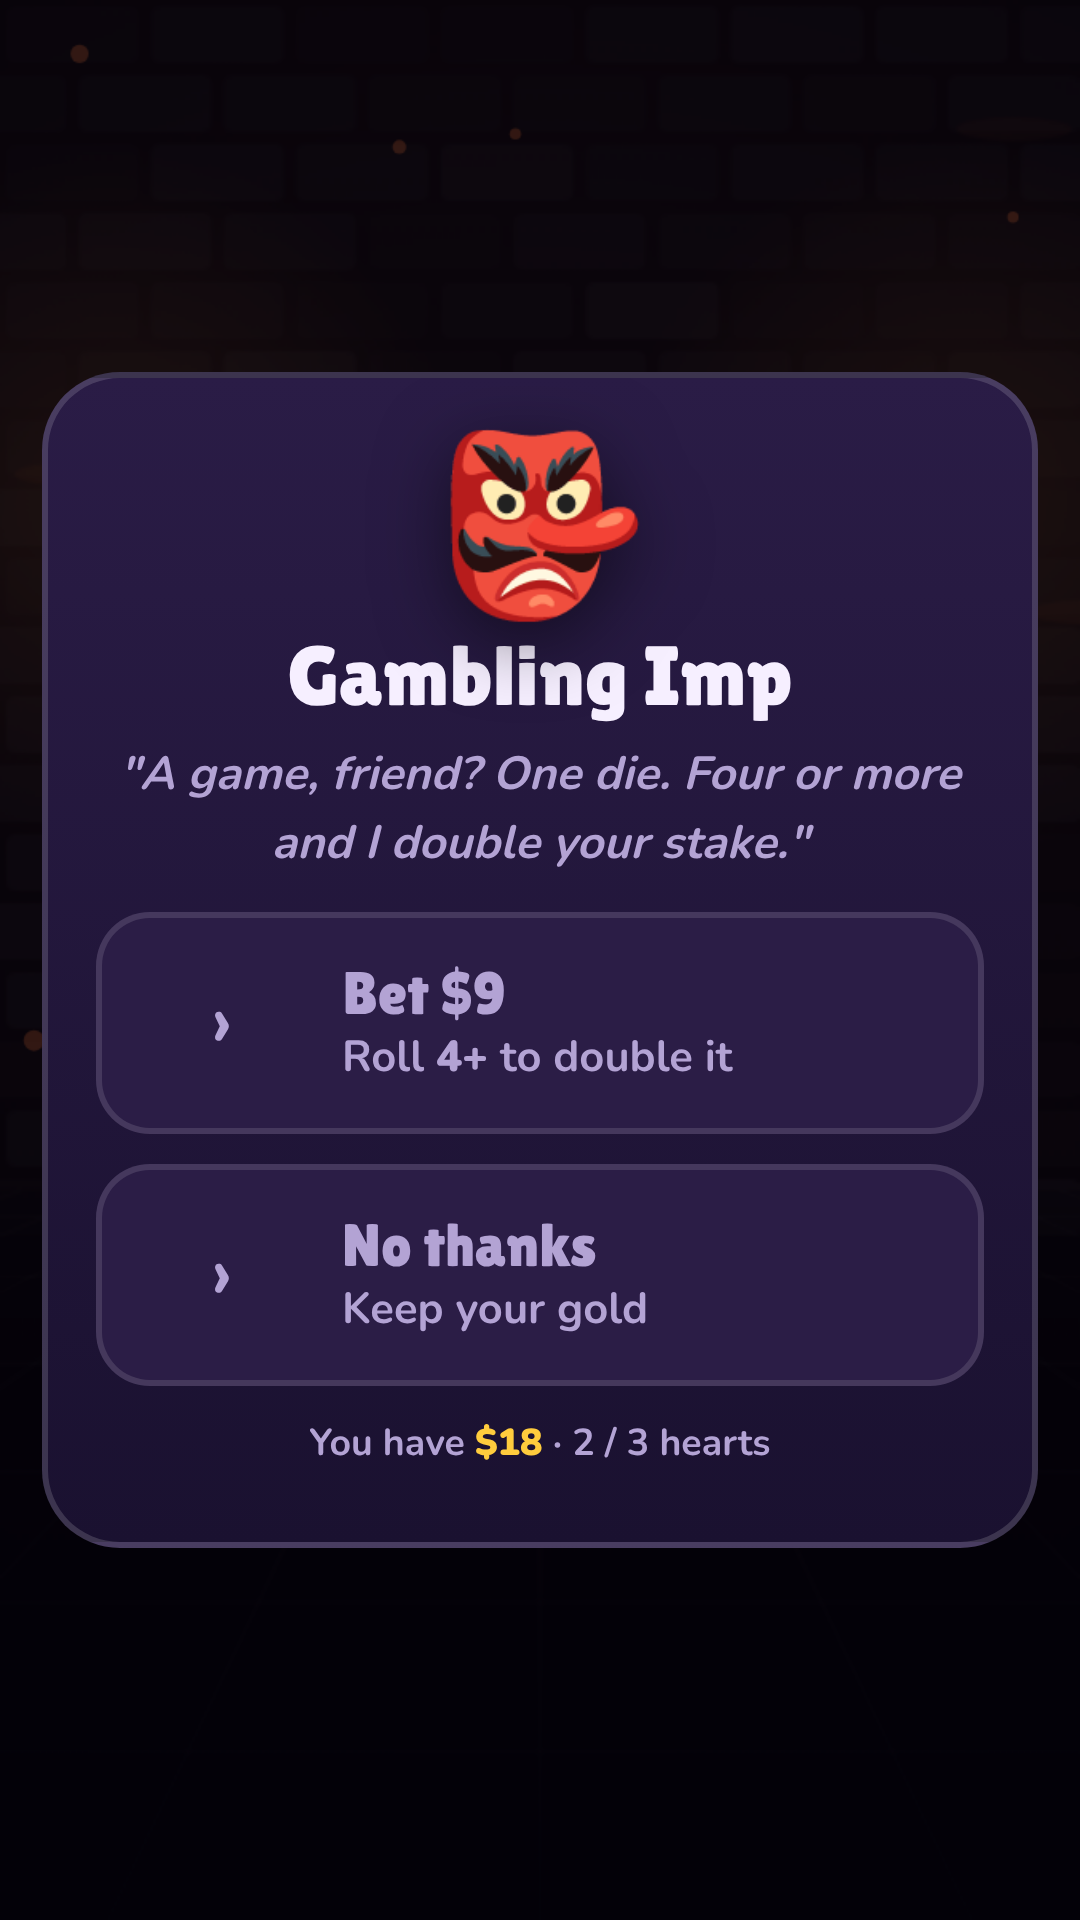 Gambling Imp
"A game, friend? One die. Four or more
and I double your stake."
› Bet $9
Roll 4+ to double it
› No thanks
Keep your gold
You have $18 · 2 / 3 hearts